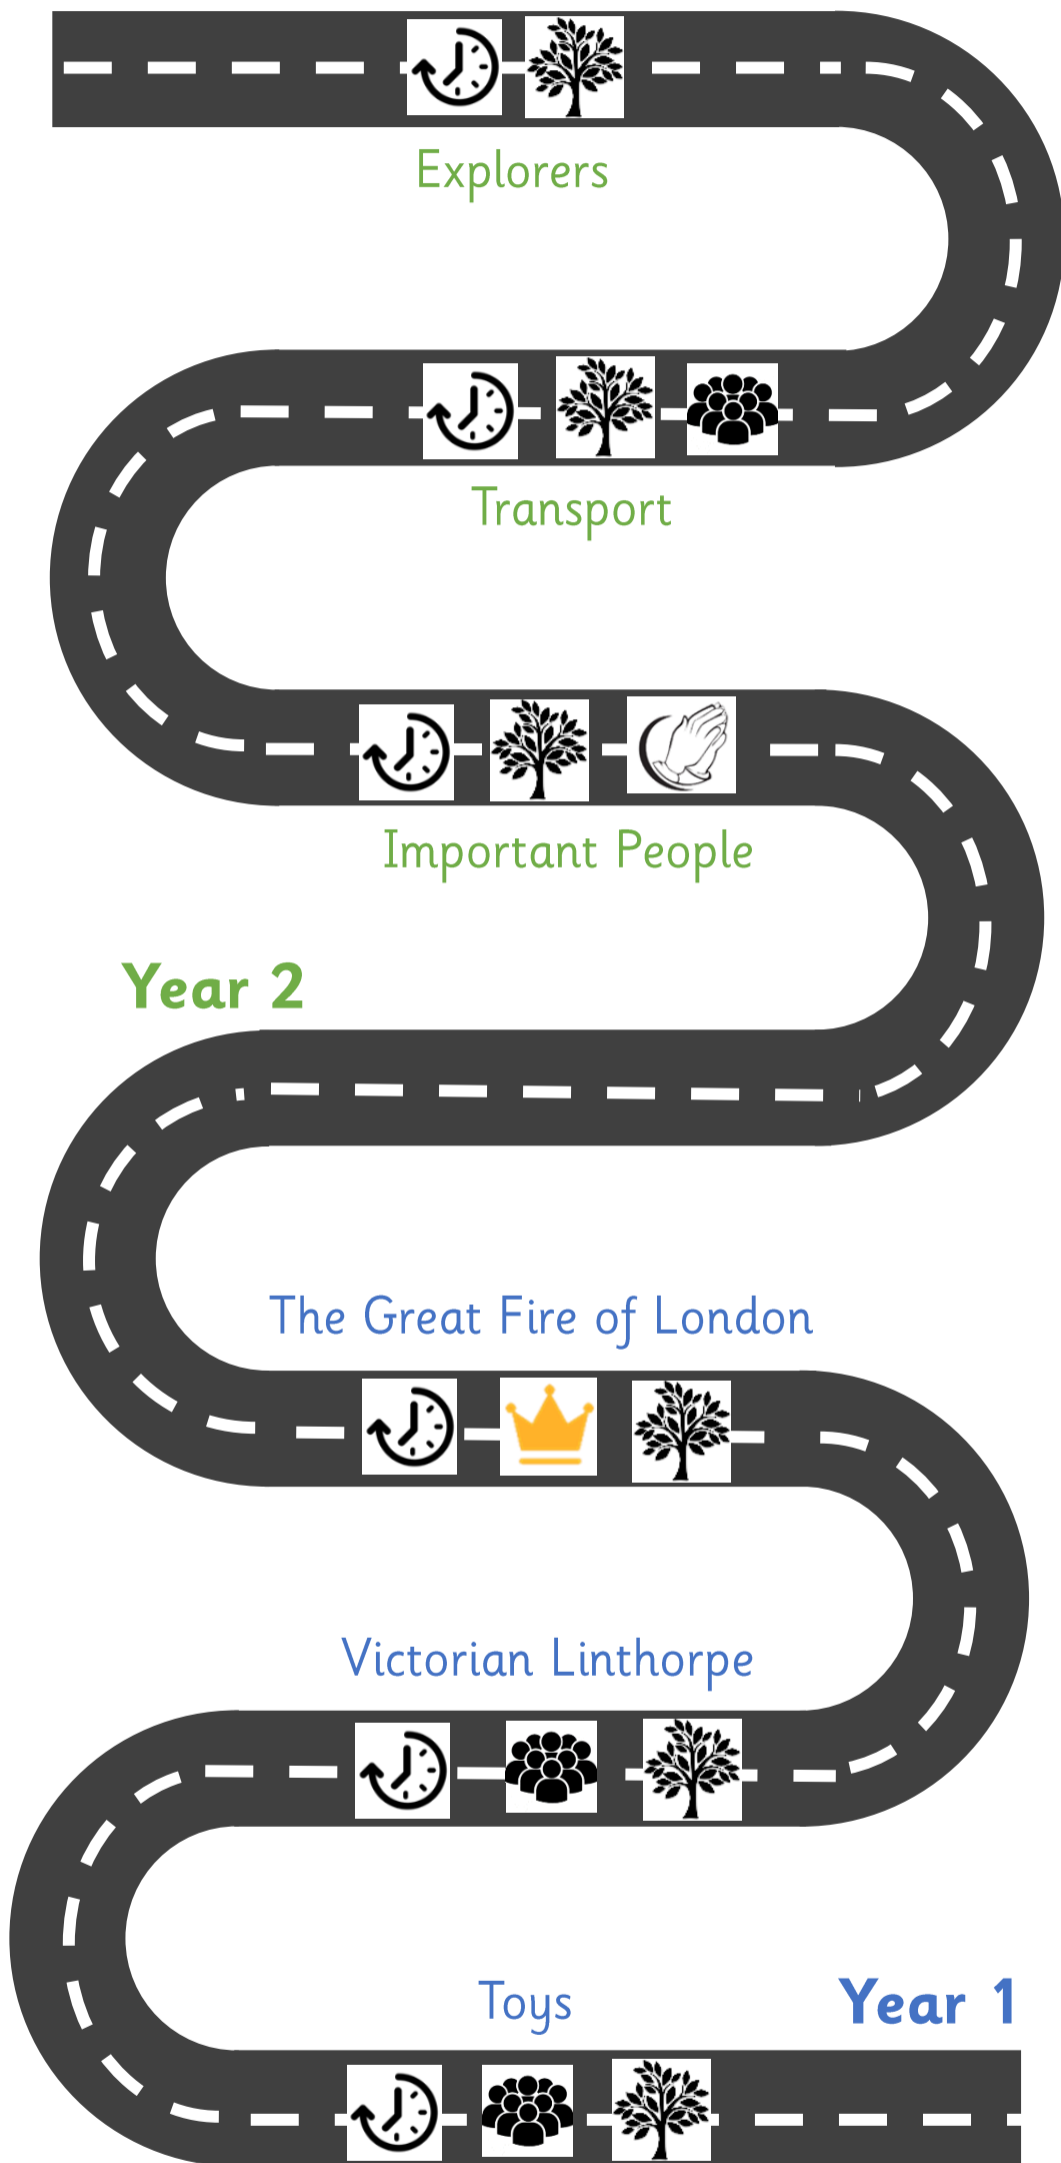 Explorers
Transport
Important People
Year 2
The Great Fire of London
Victorian Linthorpe
Toys
Year 1